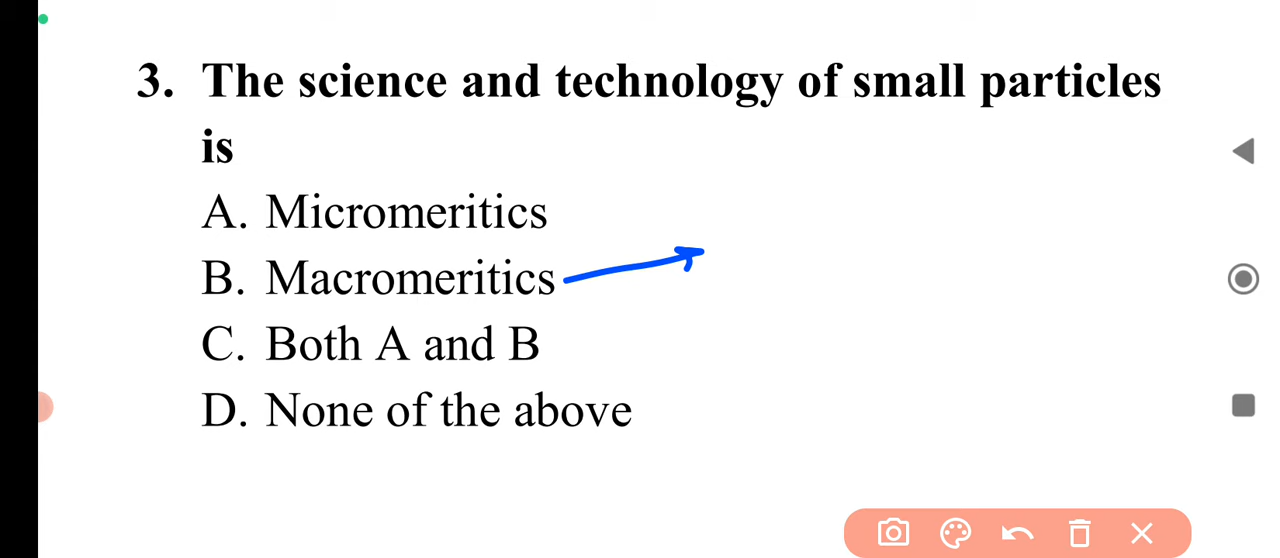 3. The science and technology of small particles
is
A. Micromeritics
B. Macromeritics
C. Both A and B
D. None of the above